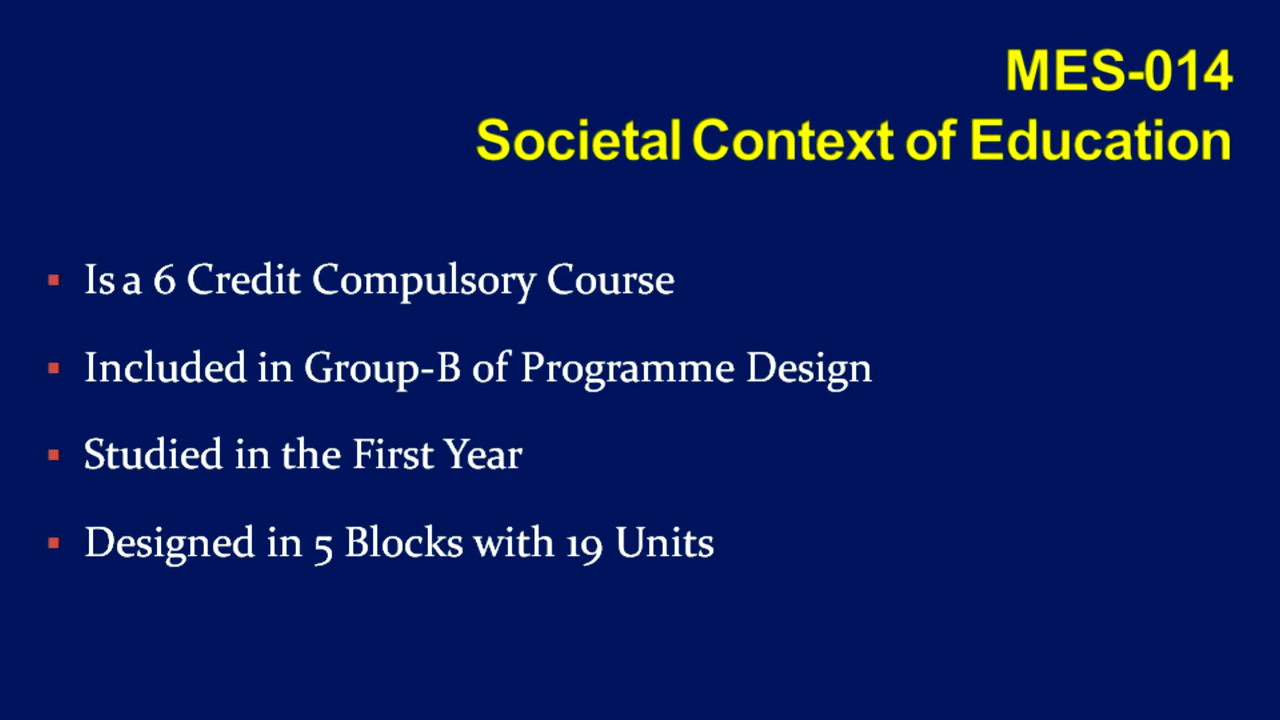 MES-014
Societal Context of Education
▪ Is a 6 Credit Compulsory Course
▪ Included in Group-B of Programme Design
▪ Studied in the First Year
▪ Designed in 5 Blocks with 19 Units